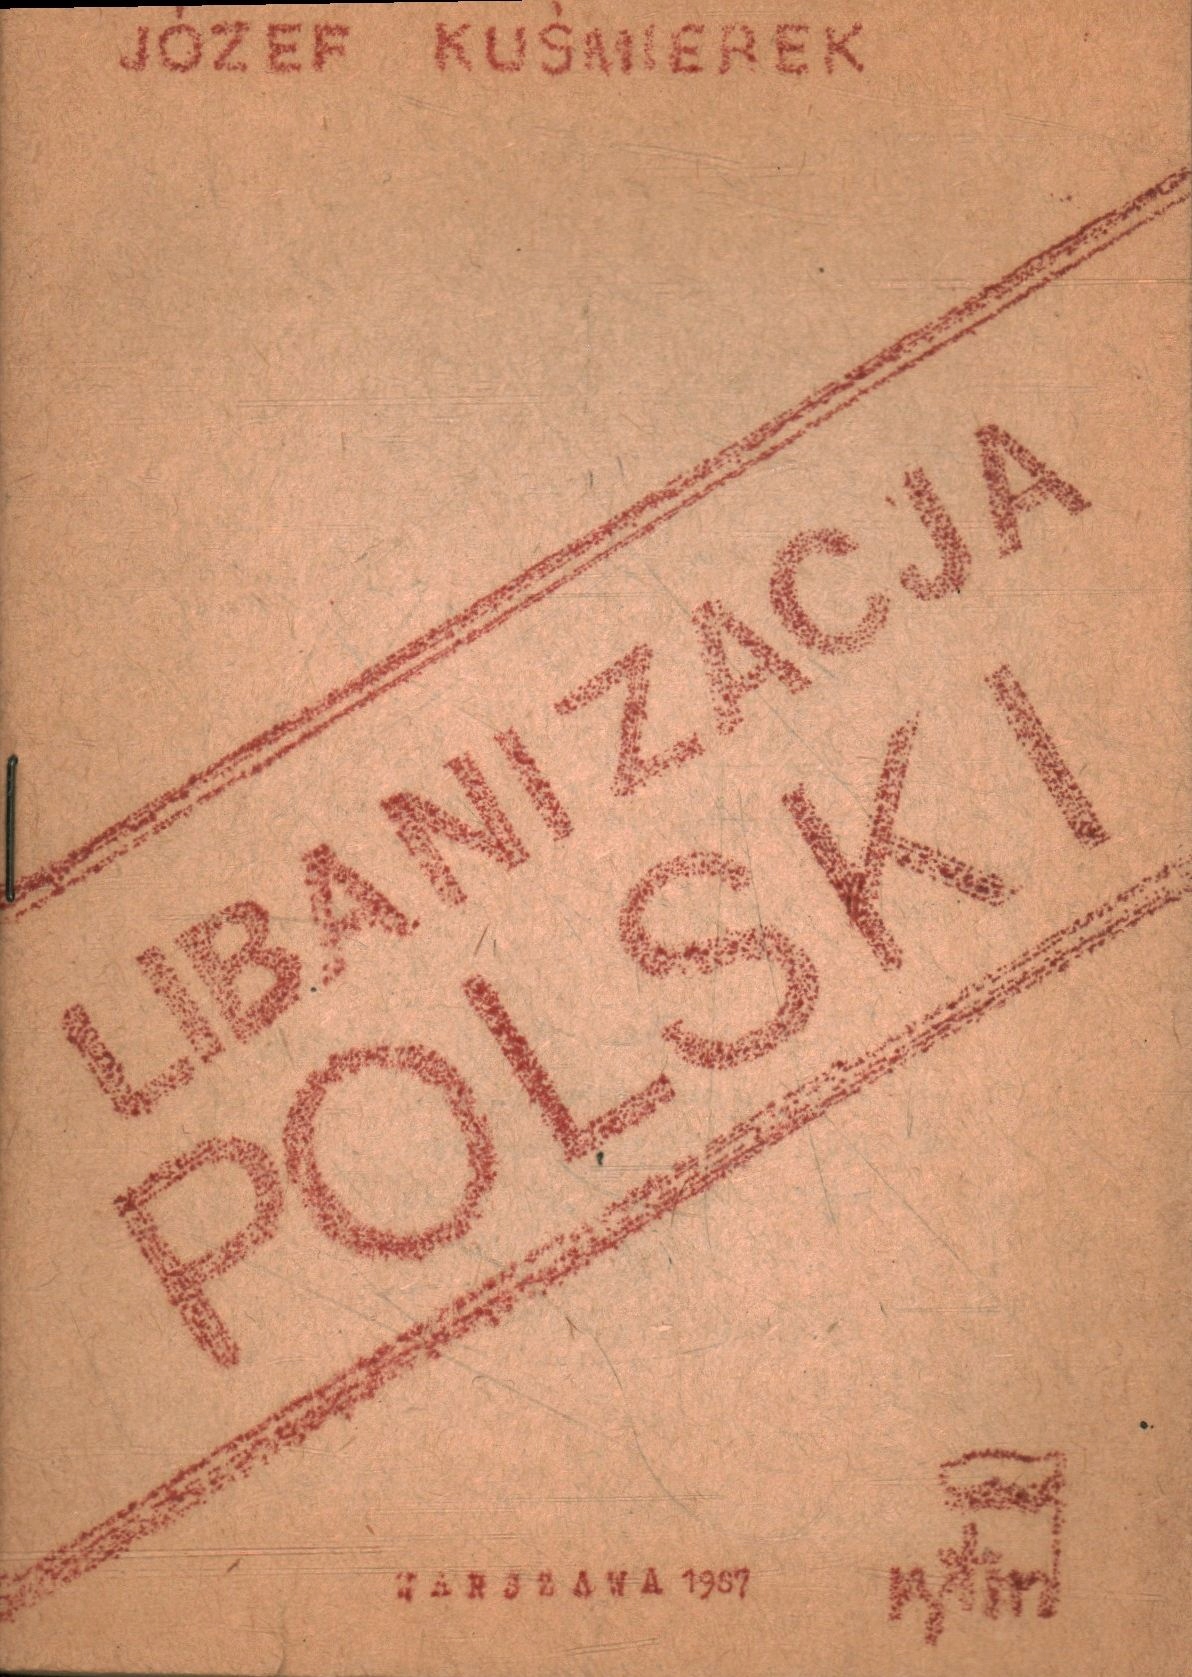 JÓZEF KUŚMIEREK
LIBANIZACJA
POLSKI
WARSZAWA 1987